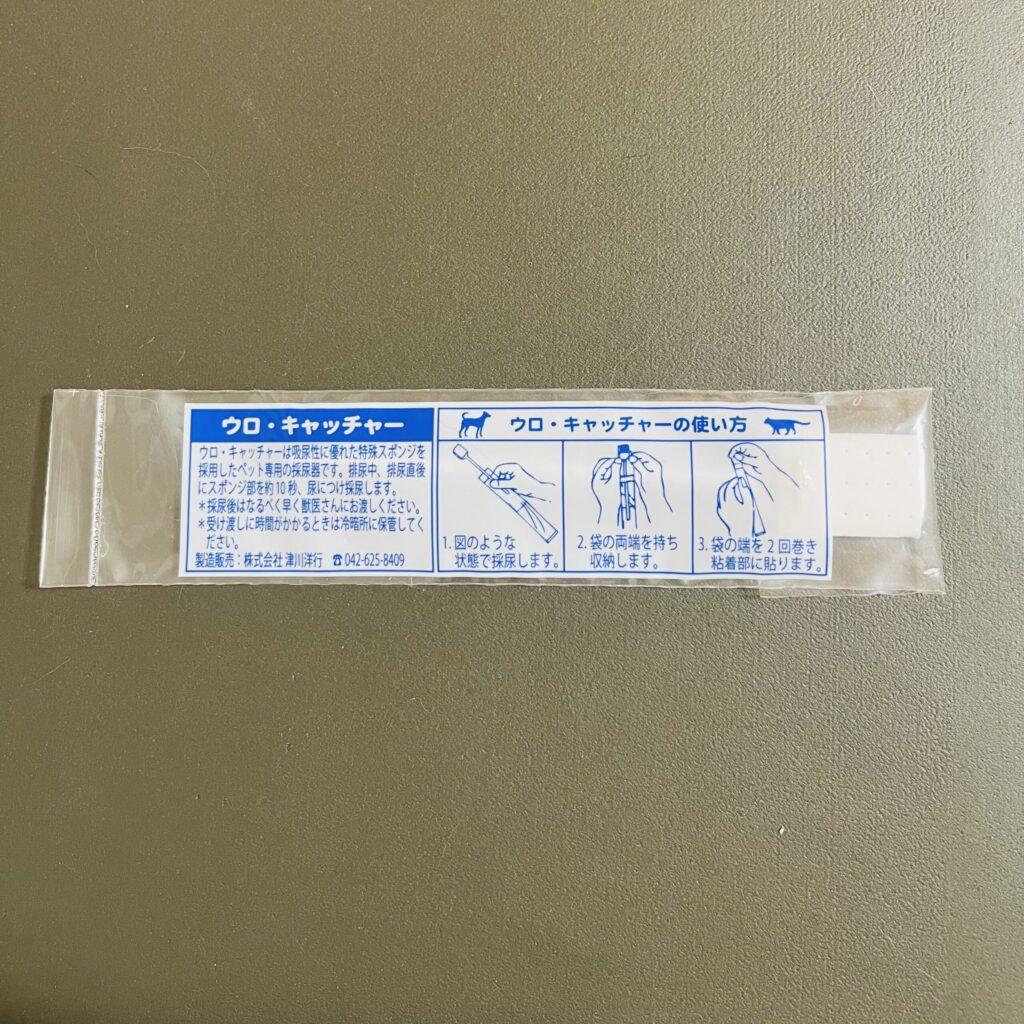 ウロ・キャッチャー
ウロ・キャッチャーは吸尿性に優れた特殊スポンジを
採用したペット専用の採尿器です。排尿中、排尿直後
にスポンジ部を約10秒、尿につけ採尿します。
＊採尿後はなるべく早く獣医さんにお渡しください。
＊受け渡しに時間がかかるときは冷暗所に保管してく
ださい。
製造販売：株式会社 津川洋行 ☎042-625-8409
ウロ・キャッチャーの使い方
1. 図のような
状態で採尿します。
2. 袋の両端を持ち
収納します。
3. 袋の端を2回巻き
粘着部に貼ります。